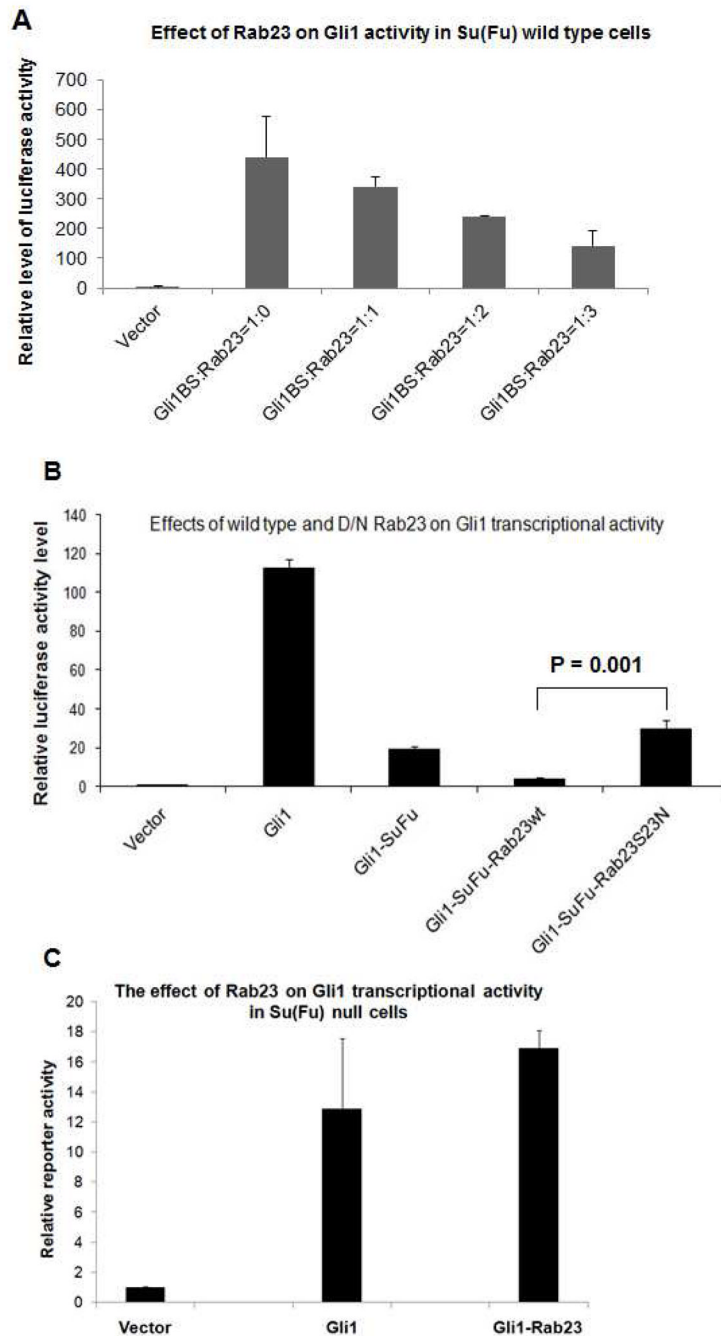 A
Effect of Rab23 on Gli1 activity in Su(Fu) wild type cells
Relative level of luciferase activity
700
600
500
400
300
200
100
0
Vector
Gli1BS:Rab23=1:0
Gli1BS:Rab23=1:1
Gli1BS:Rab23=1:2
Gli1BS:Rab23=1:3
B
Effects of wild type and D/N Rab23 on Gli1 transcriptional activity
Relative luciferase activity level
140
120
100
80
60
40
20
0
P = 0.001
Vector
Gli1
Gli1-SuFu
Gli1-SuFu-Rab23wt
Gli1-SuFu-Rab23S23N
C
The effect of Rab23 on Gli1 transcriptional activity
in Su(Fu) null cells
Relative reporter activity
20
18
16
14
12
10
8
6
4
2
0
Vector
Gli1
Gli1-Rab23